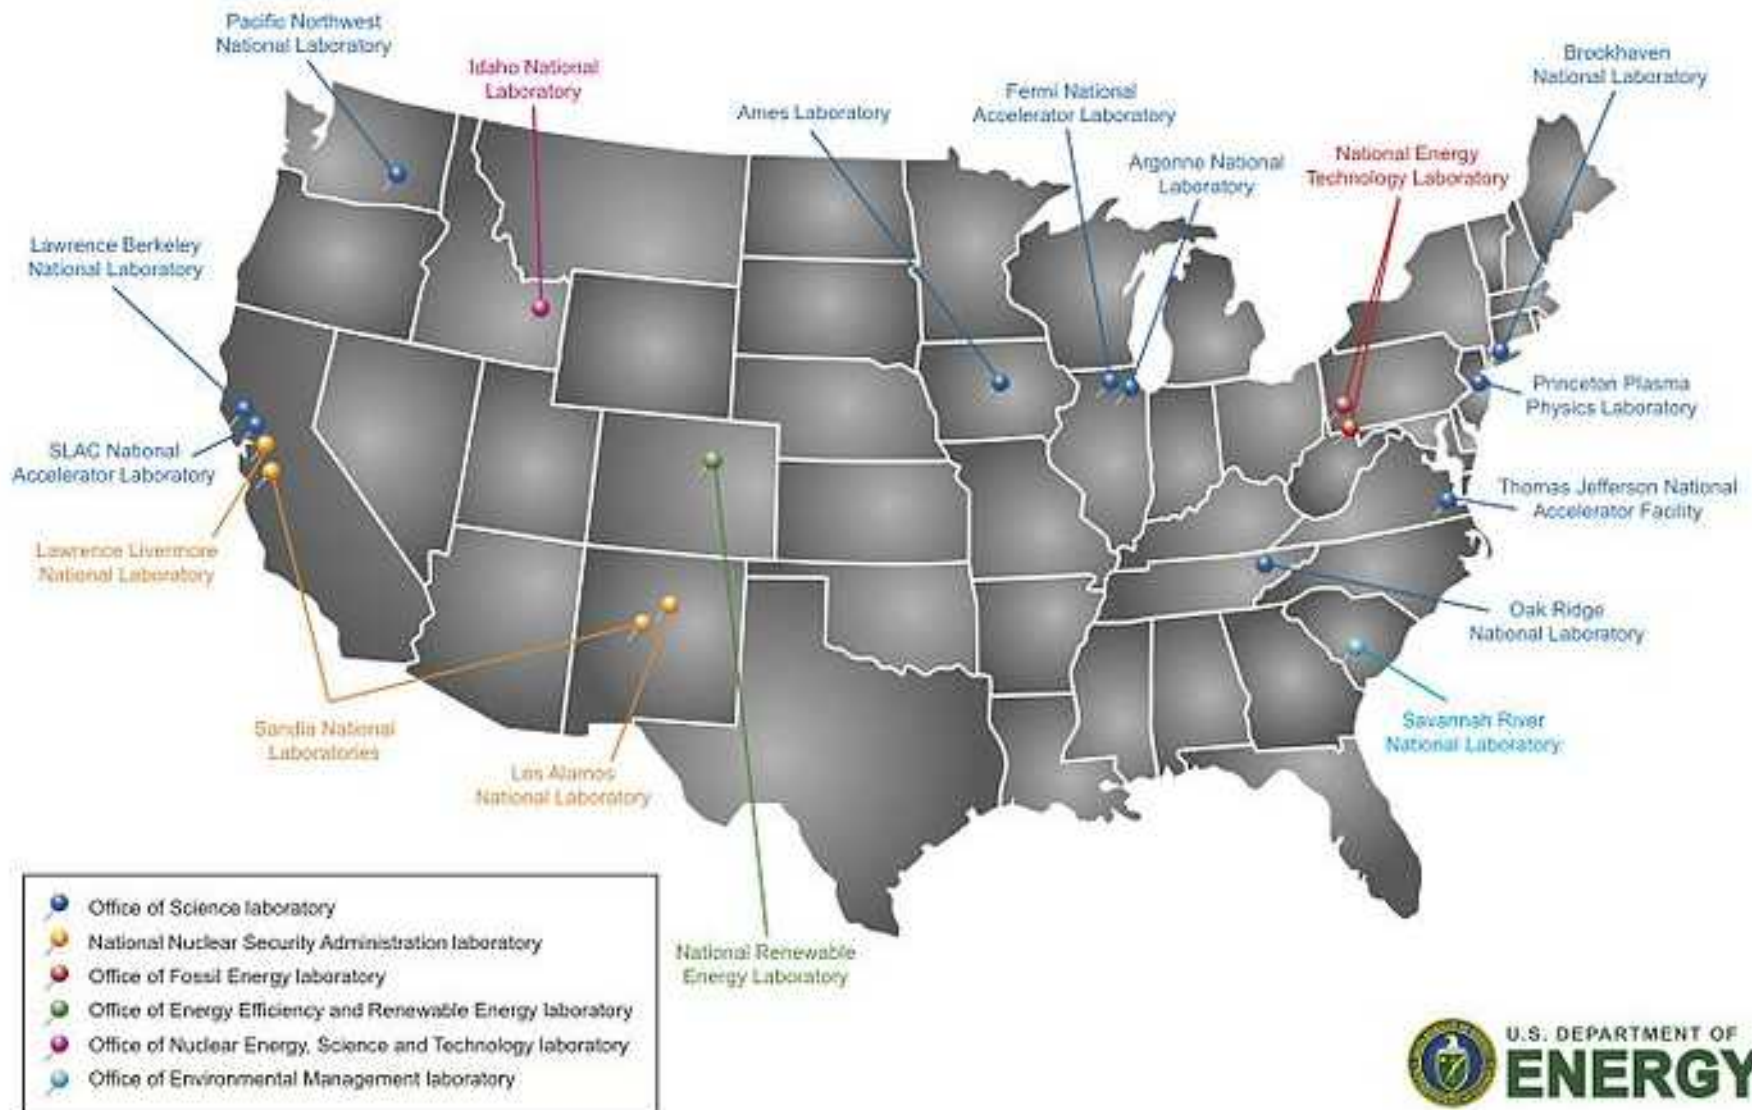 Pacific Northwest
National Laboratory
Idaho National
Laboratory
Ames Laboratory
Fermi National
Accelerator Laboratory
Argonne National
Laboratory
National Energy
Technology Laboratory
Brookhaven
National Laboratory
Lawrence Berkeley
National Laboratory
SLAC National
Accelerator Laboratory
Lawrence Livermore
National Laboratory
Sandia National
Laboratories
Los Alamos
National Laboratory
National Renewable
Energy Laboratory
Princeton Plasma
Physics Laboratory
Thomas Jefferson National
Accelerator Facility
Oak Ridge
National Laboratory
Savannah River
National Laboratory
Office of Science laboratory
National Nuclear Security Administration laboratory
Office of Fossil Energy laboratory
Office of Energy Efficiency and Renewable Energy laboratory
Office of Nuclear Energy, Science and Technology laboratory
Office of Environmental Management laboratory
U.S. DEPARTMENT OF
ENERGY